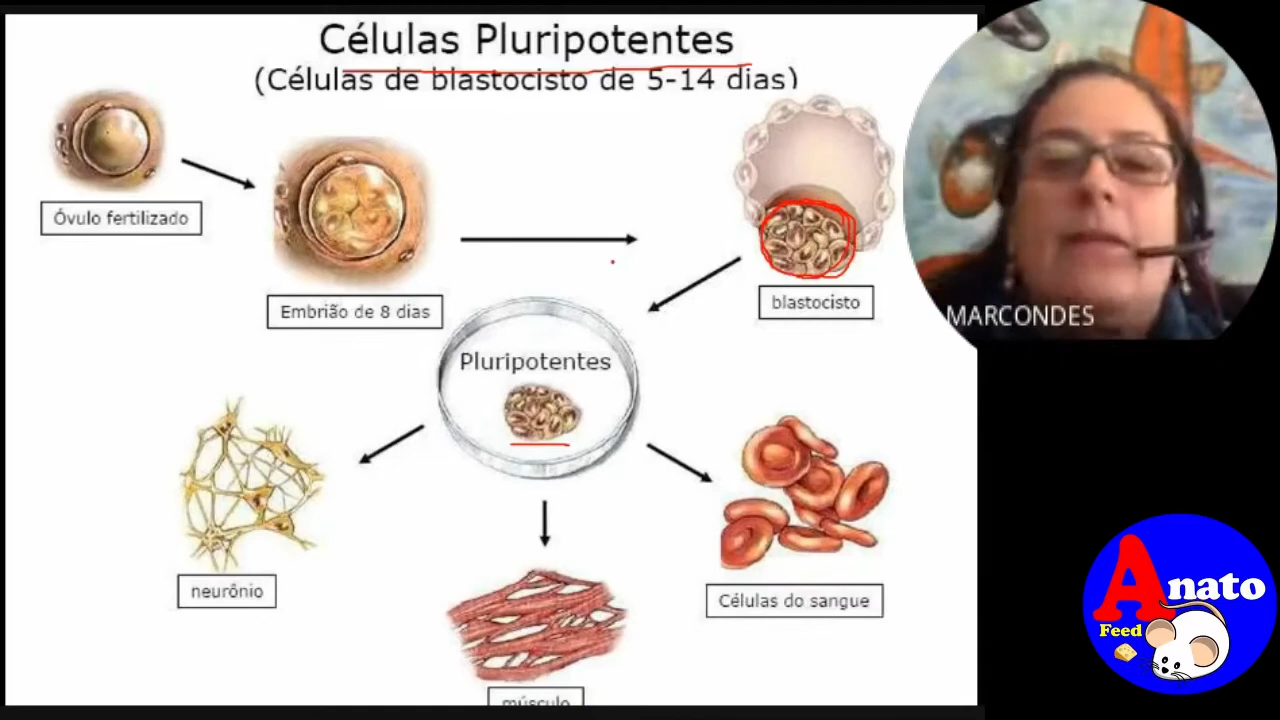 Células Pluripotentes
(Células de blastocisto de 5-14 dias)
Óvulo fertilizado
Embrião de 8 dias
blastocisto
MARCONDES
Pluripotentes
neurônio
Células do sangue
músculo
Anato
Feed